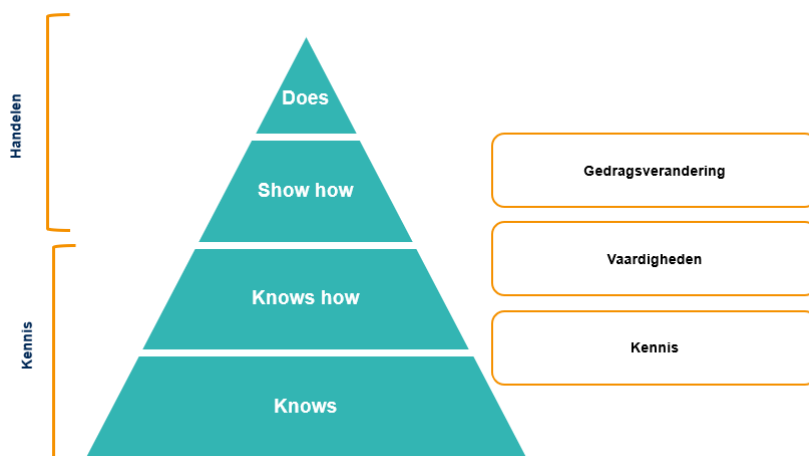 Handelen
Does
Show how
Gedragsverandering
Vaardigheden
Kennis
Knows how
Kennis
Knows